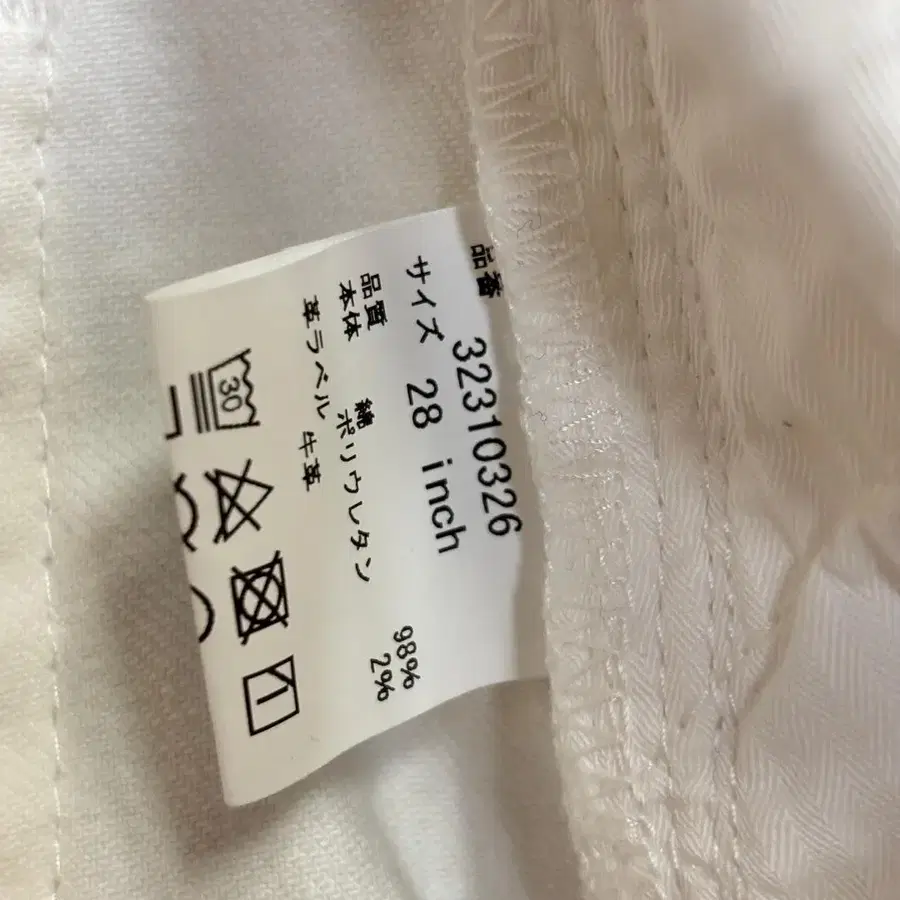 品番 32310326
サイズ 28 inch
品質
本体 綿 98%
ポリウレタン 2%
革ラベル 牛革
30